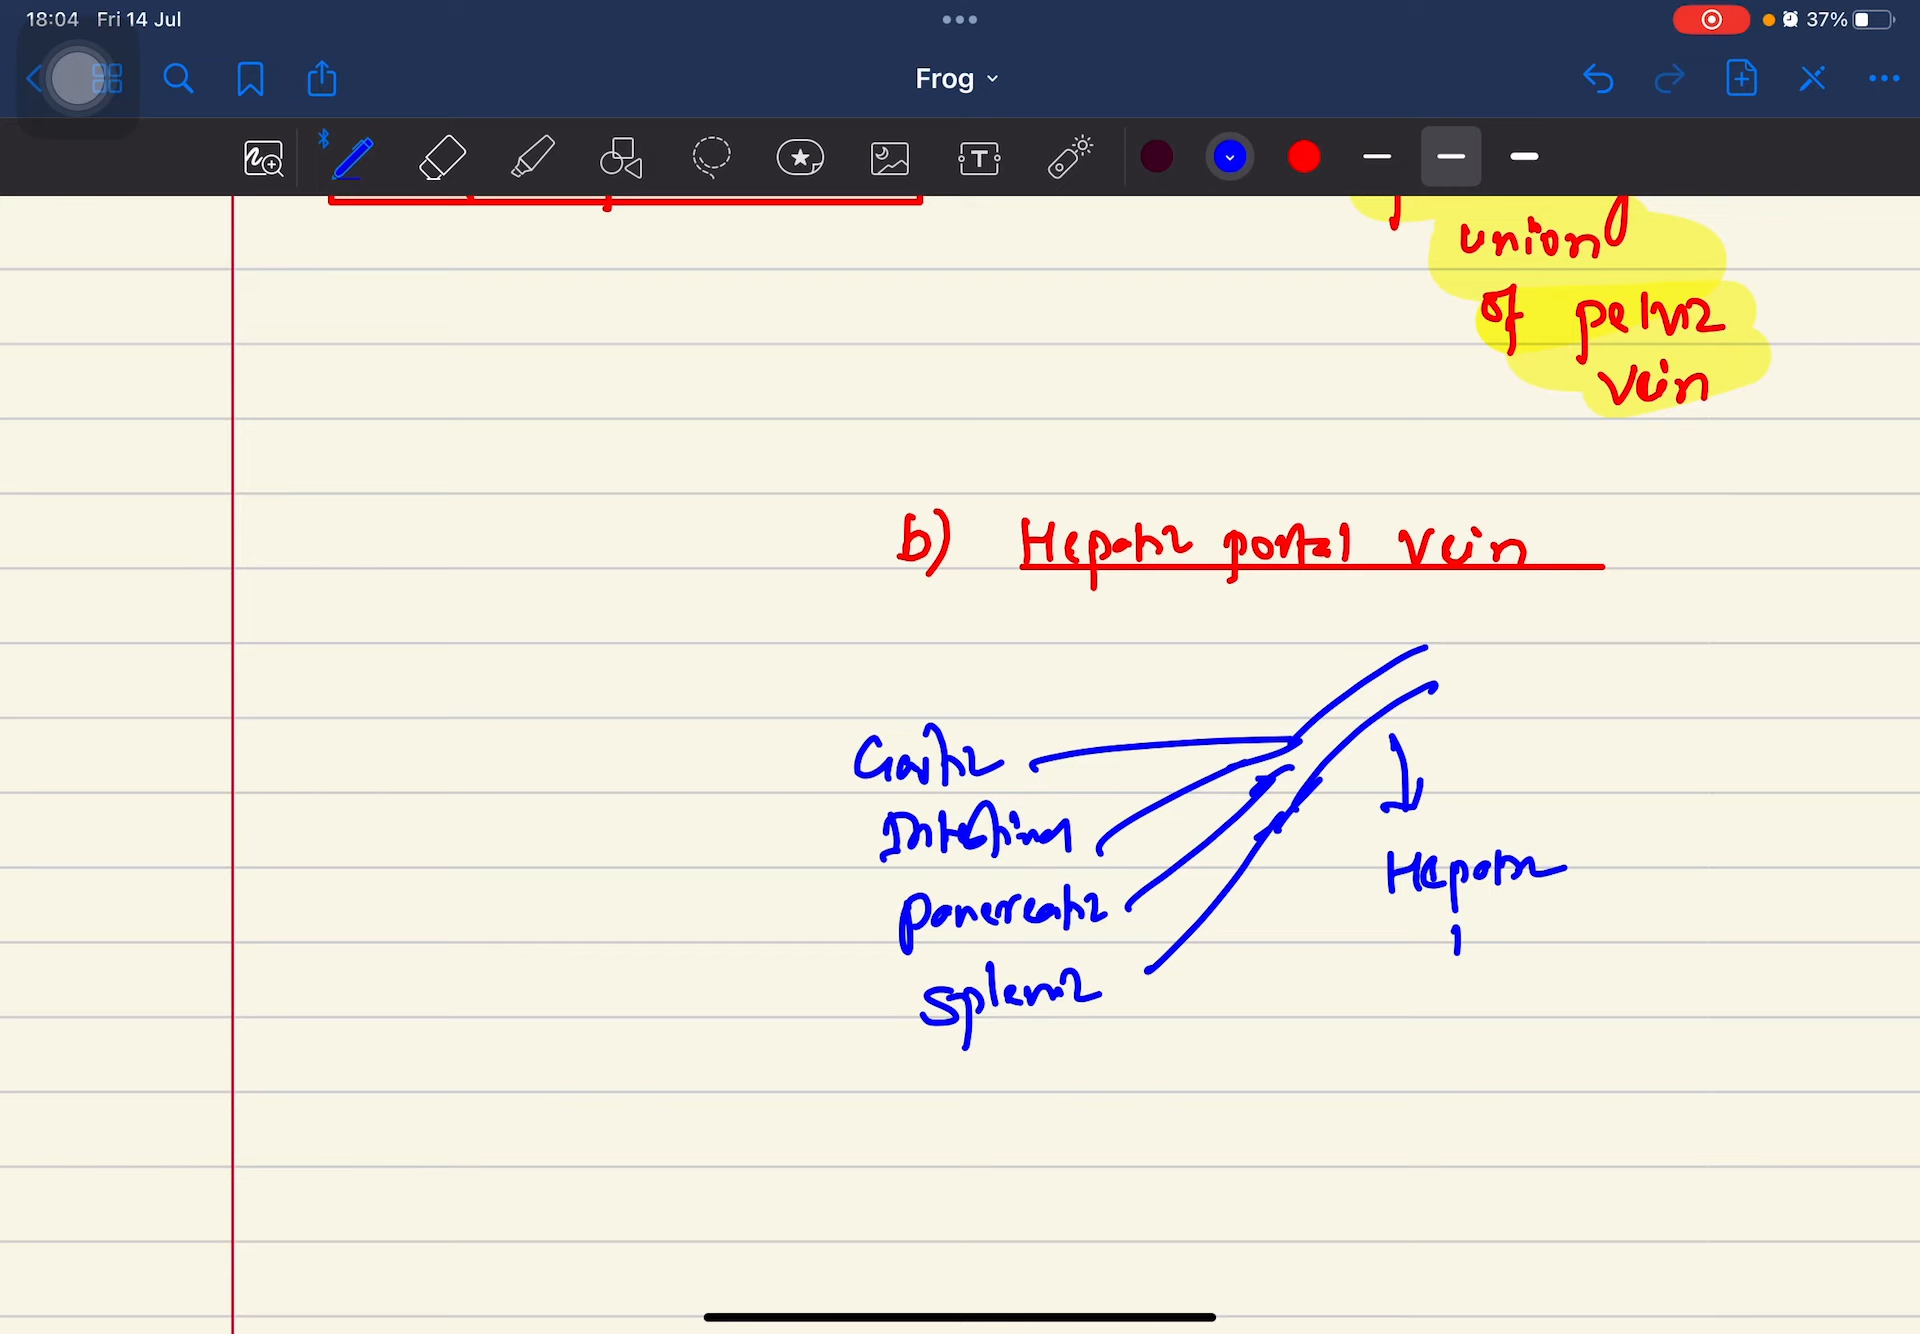 18:04 Fri 14 Jul
37%
Frog
T
union
of pelvic
vein
b) Hepatic portal vein
Gastric
Intestinal
Pancreatic
Splenic
Hepatic